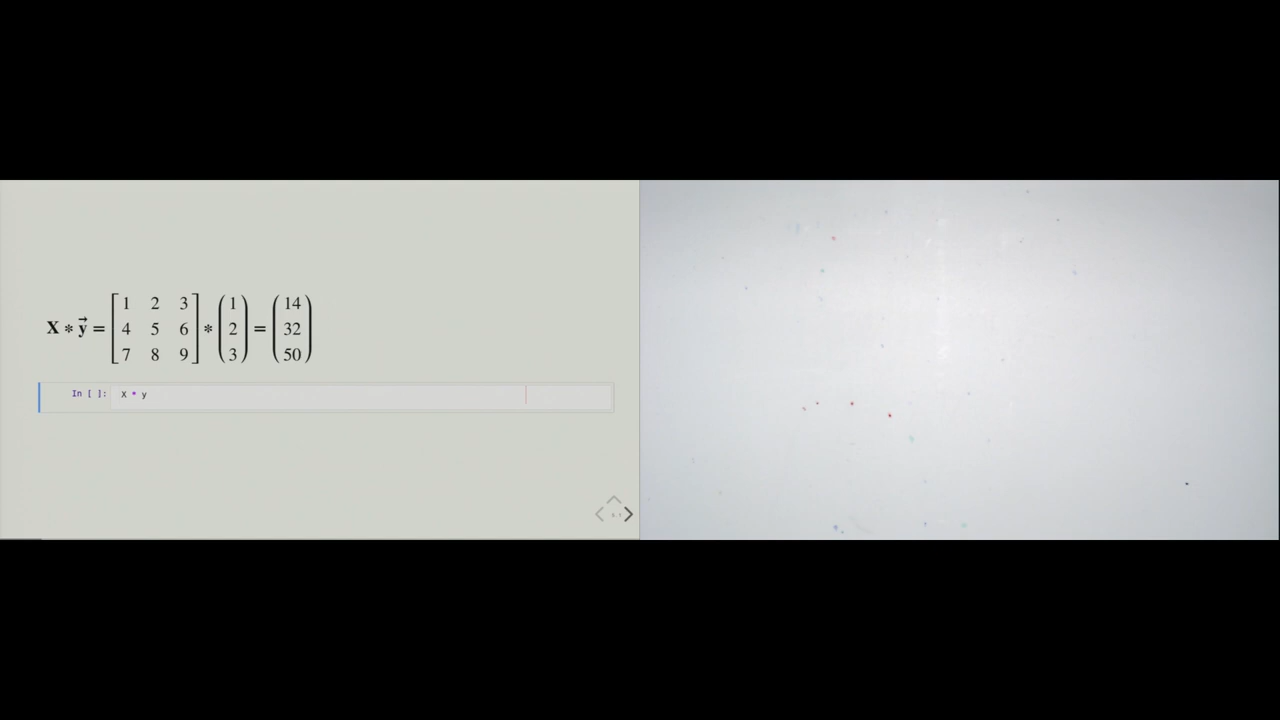 X * y⃗ = [1 2 3; 4 5 6; 7 8 9] * (1; 2; 3) = (14; 32; 50)
In [ ]: X * y